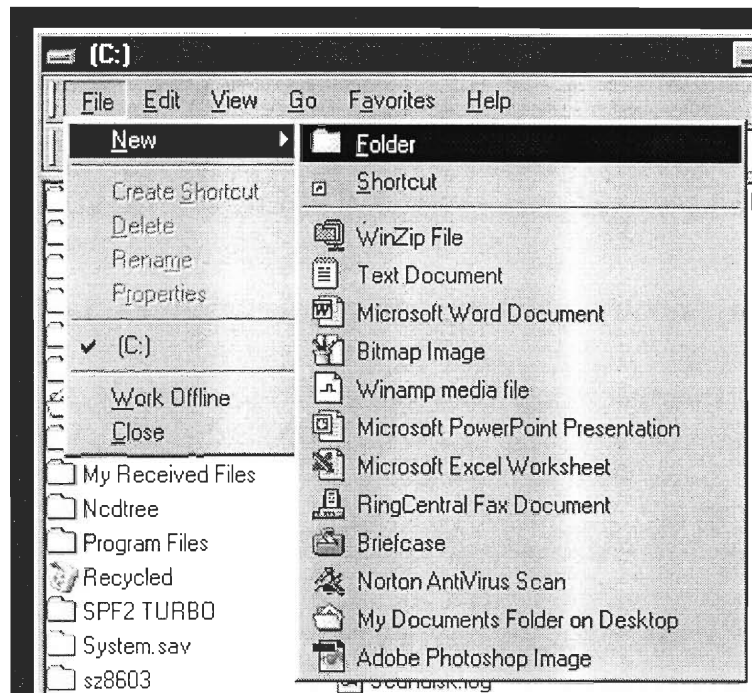 (C:)
File Edit View Go Favorites Help
New
Create Shortcut
Delete
Rename
Properties
(C:)
Work Offline
Close
Folder
Shortcut
WinZip File
Text Document
Microsoft Word Document
Bitmap Image
Winamp media file
Microsoft PowerPoint Presentation
Microsoft Excel Worksheet
RingCentral Fax Document
Briefcase
Norton AntiVirus Scan
My Documents Folder on Desktop
Adobe Photoshop Image
My Received Files
Ncdtree
Program Files
Recycled
SPF2 TURBO
System.sav
sz8603
Scandisk.log